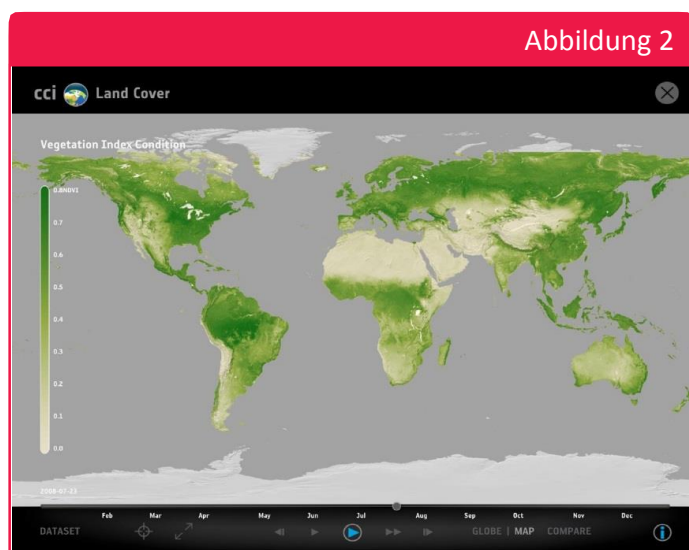 Abbildung 2
cci Land Cover
Vegetation Index Condition
0.8NDVI
0.7
0.6
0.5
0.4
0.3
0.2
0.1
0.0
2008-07-23
Feb Mar Apr May Jun Jul Aug Sep Oct Nov Dec
DATASET GLOBE | MAP COMPARE